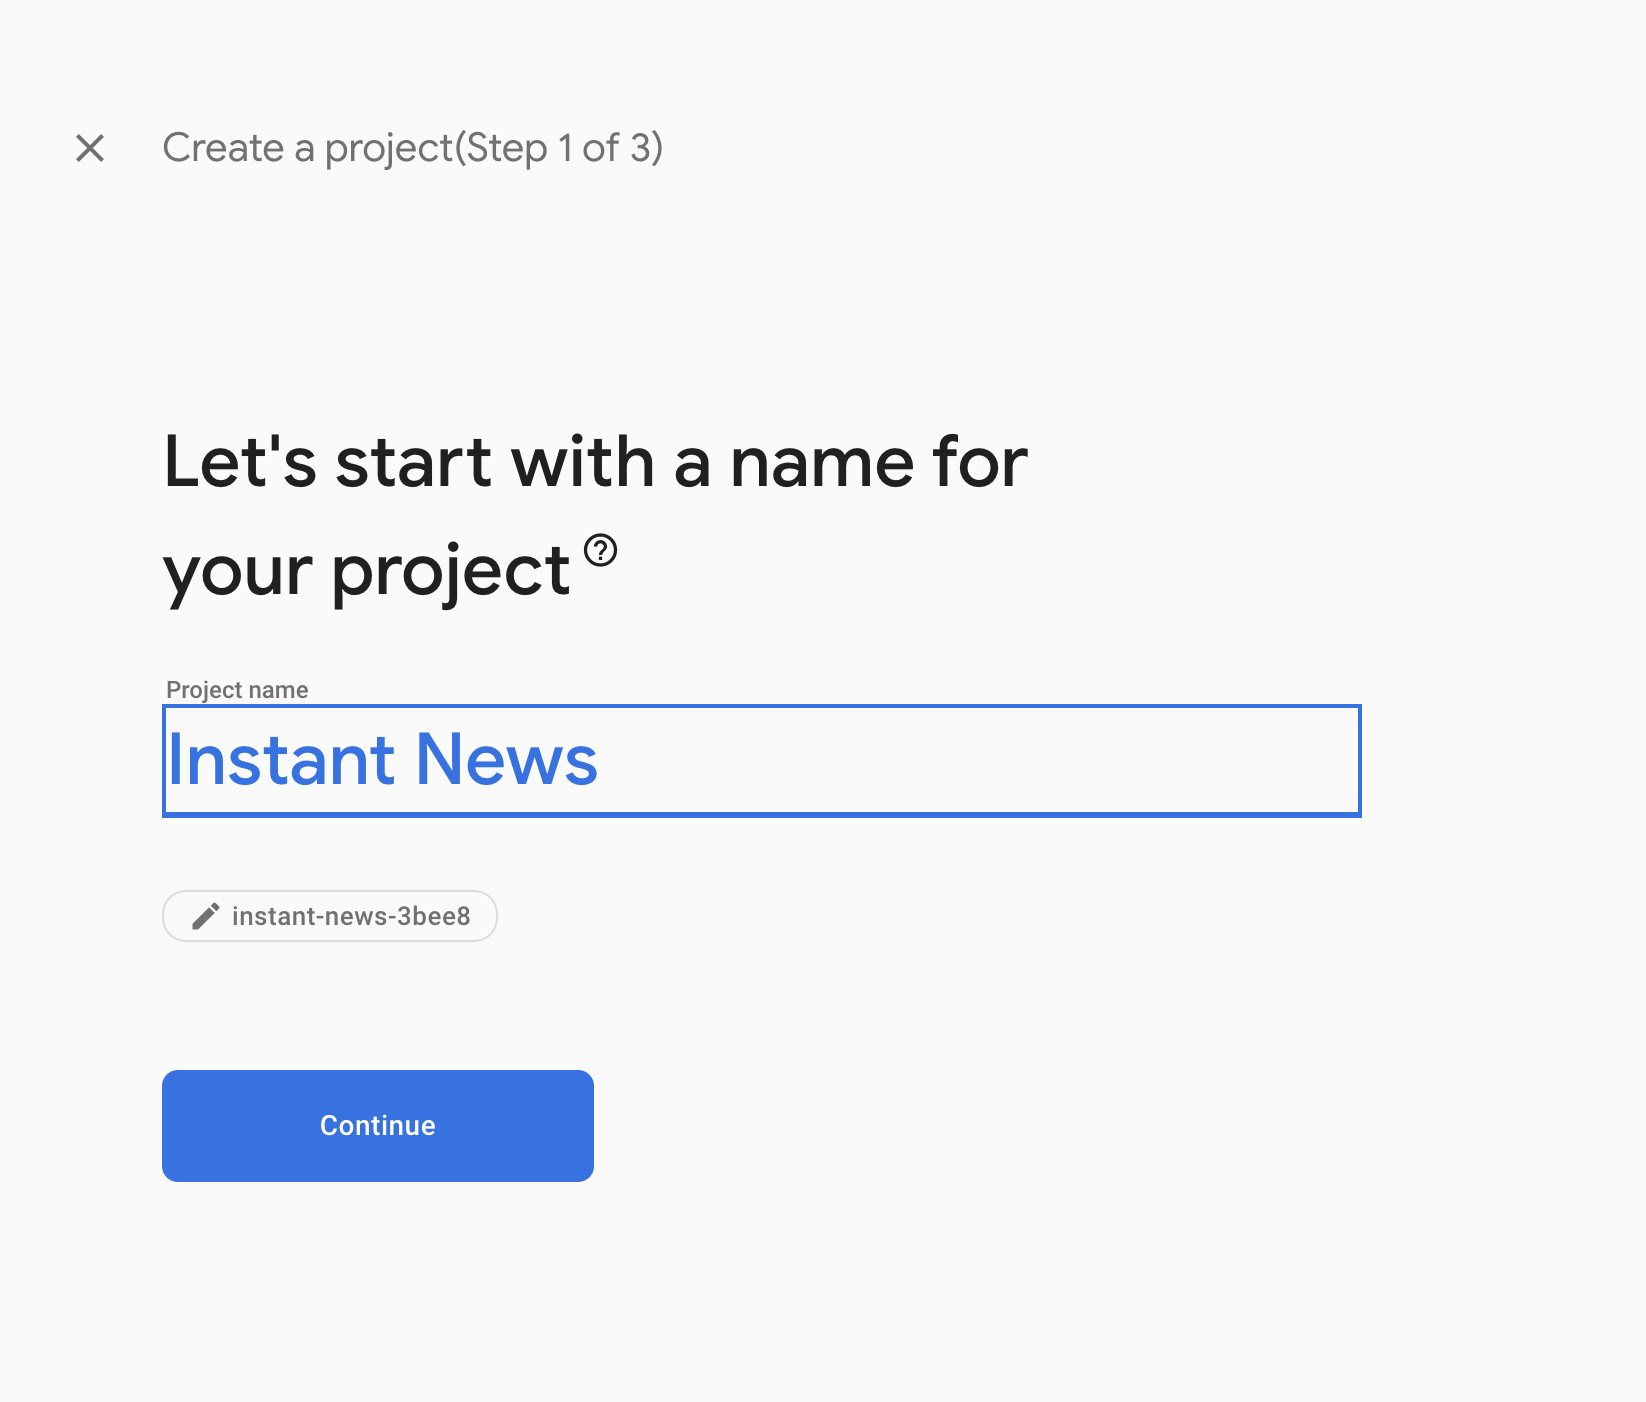 Create a project(Step 1 of 3)
Let's start with a name for
your project
Project name
Instant News
instant-news-3bee8
Continue